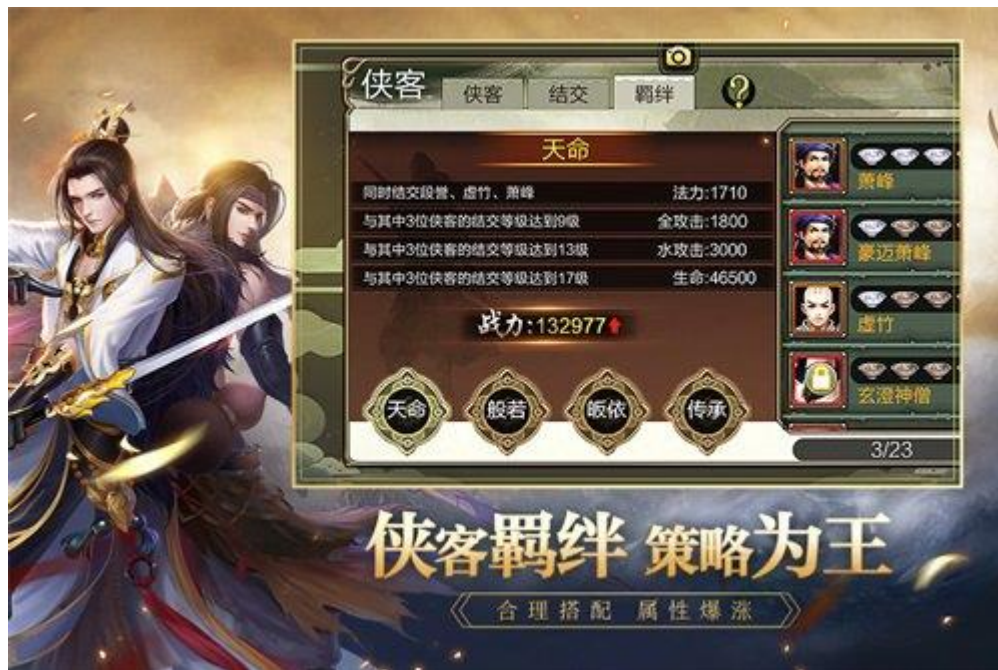 侠客
侠客 结交 羁绊 ?
天命
同时结交段誉、虚竹、萧峰 法力:1710
与其中3位侠客的结交等级达到9级 全攻击:1800
与其中3位侠客的结交等级达到13级 水攻击:3000
与其中3位侠客的结交等级达到17级 生命:46500
战力:132977
天命 般若 皈依 传承
萧峰
豪迈萧峰
虚竹
玄澄神僧
3/23
侠客羁绊 策略为王
合理搭配 属性爆涨